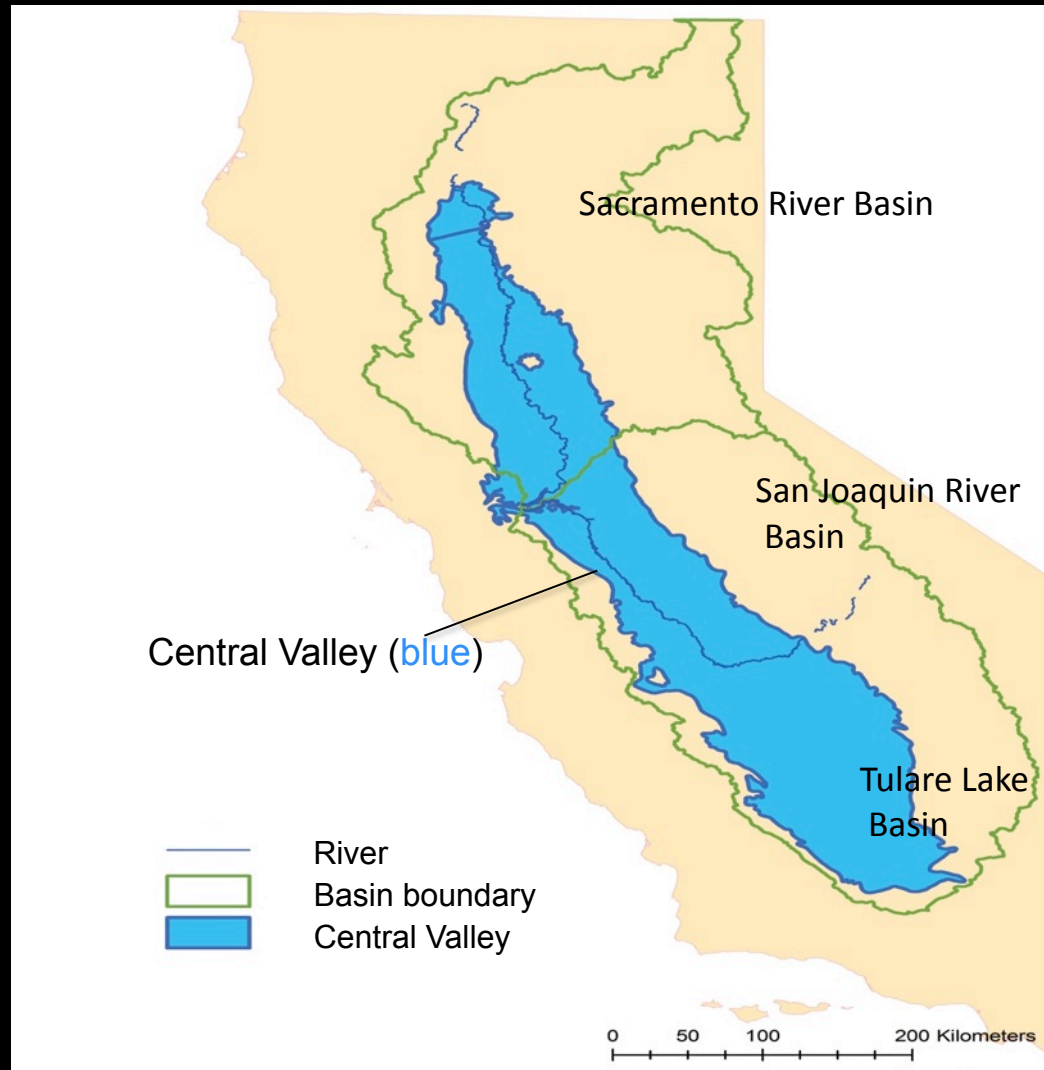 Sacramento River Basin
San Joaquin River
Basin
Central Valley (blue)
Tulare Lake
Basin
River
Basin boundary
Central Valley
0 50 100 200 Kilometers